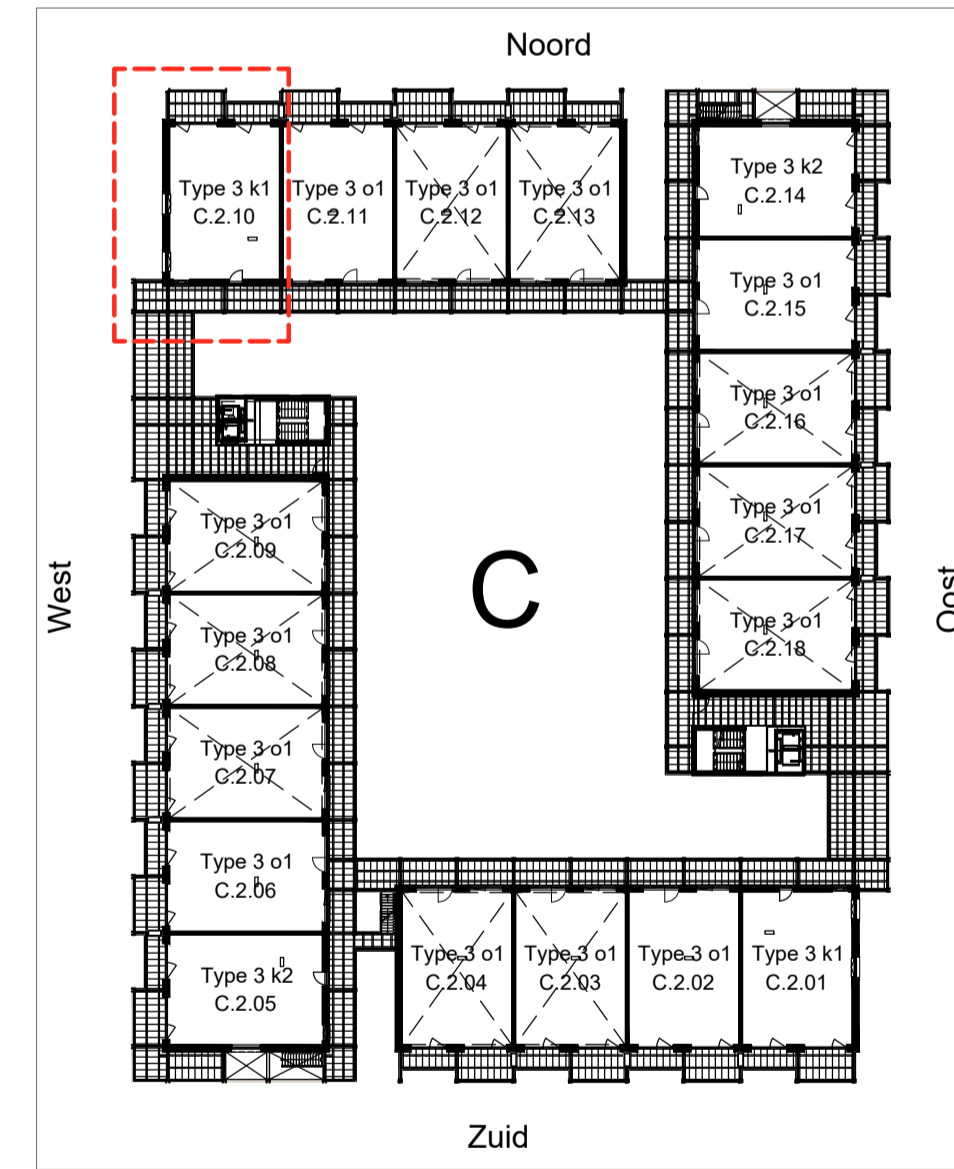 Noord
Type 3 k1
C.2.10
Type 3 o1
C.2.11
Type 3 o1
C.2.12
Type 3 o1
C.2.13
Type 3 k2
C.2.14
Type 3 o1
C.2.15
Type 3 o1
C.2.16
Type 3 o1
C.2.17
Type 3 o1
C.2.18
West
C
Oost
Type 3 o1
C.2.09
Type 3 o1
C.2.08
Type 3 o1
C.2.07
Type 3 o1
C.2.06
Type 3 k2
C.2.05
Type 3 o1
C.2.04
Type 3 o1
C.2.03
Type 3 o1
C.2.02
Type 3 k1
C.2.01
Zuid